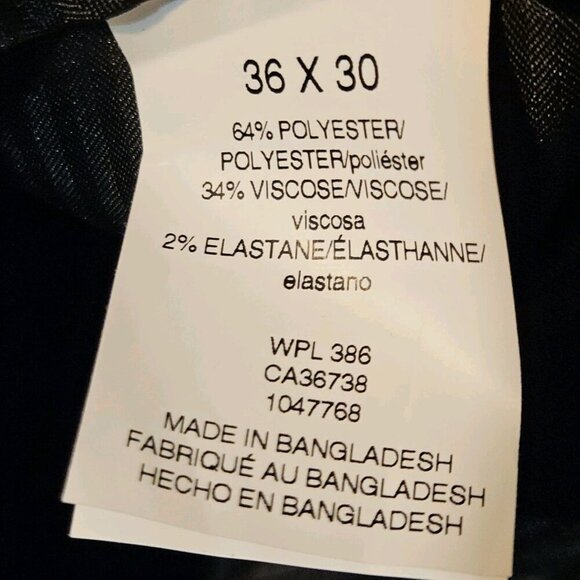 36 X 30
64% POLYESTER/
POLYESTER/poliéster
34% VISCOSE/VISCOSE/
viscosa
2% ELASTANE/ÉLASTHANNE/
elastano
WPL 386
CA36738
1047768
MADE IN BANGLADESH
FABRIQUÉ AU BANGLADESH
HECHO EN BANGLADESH